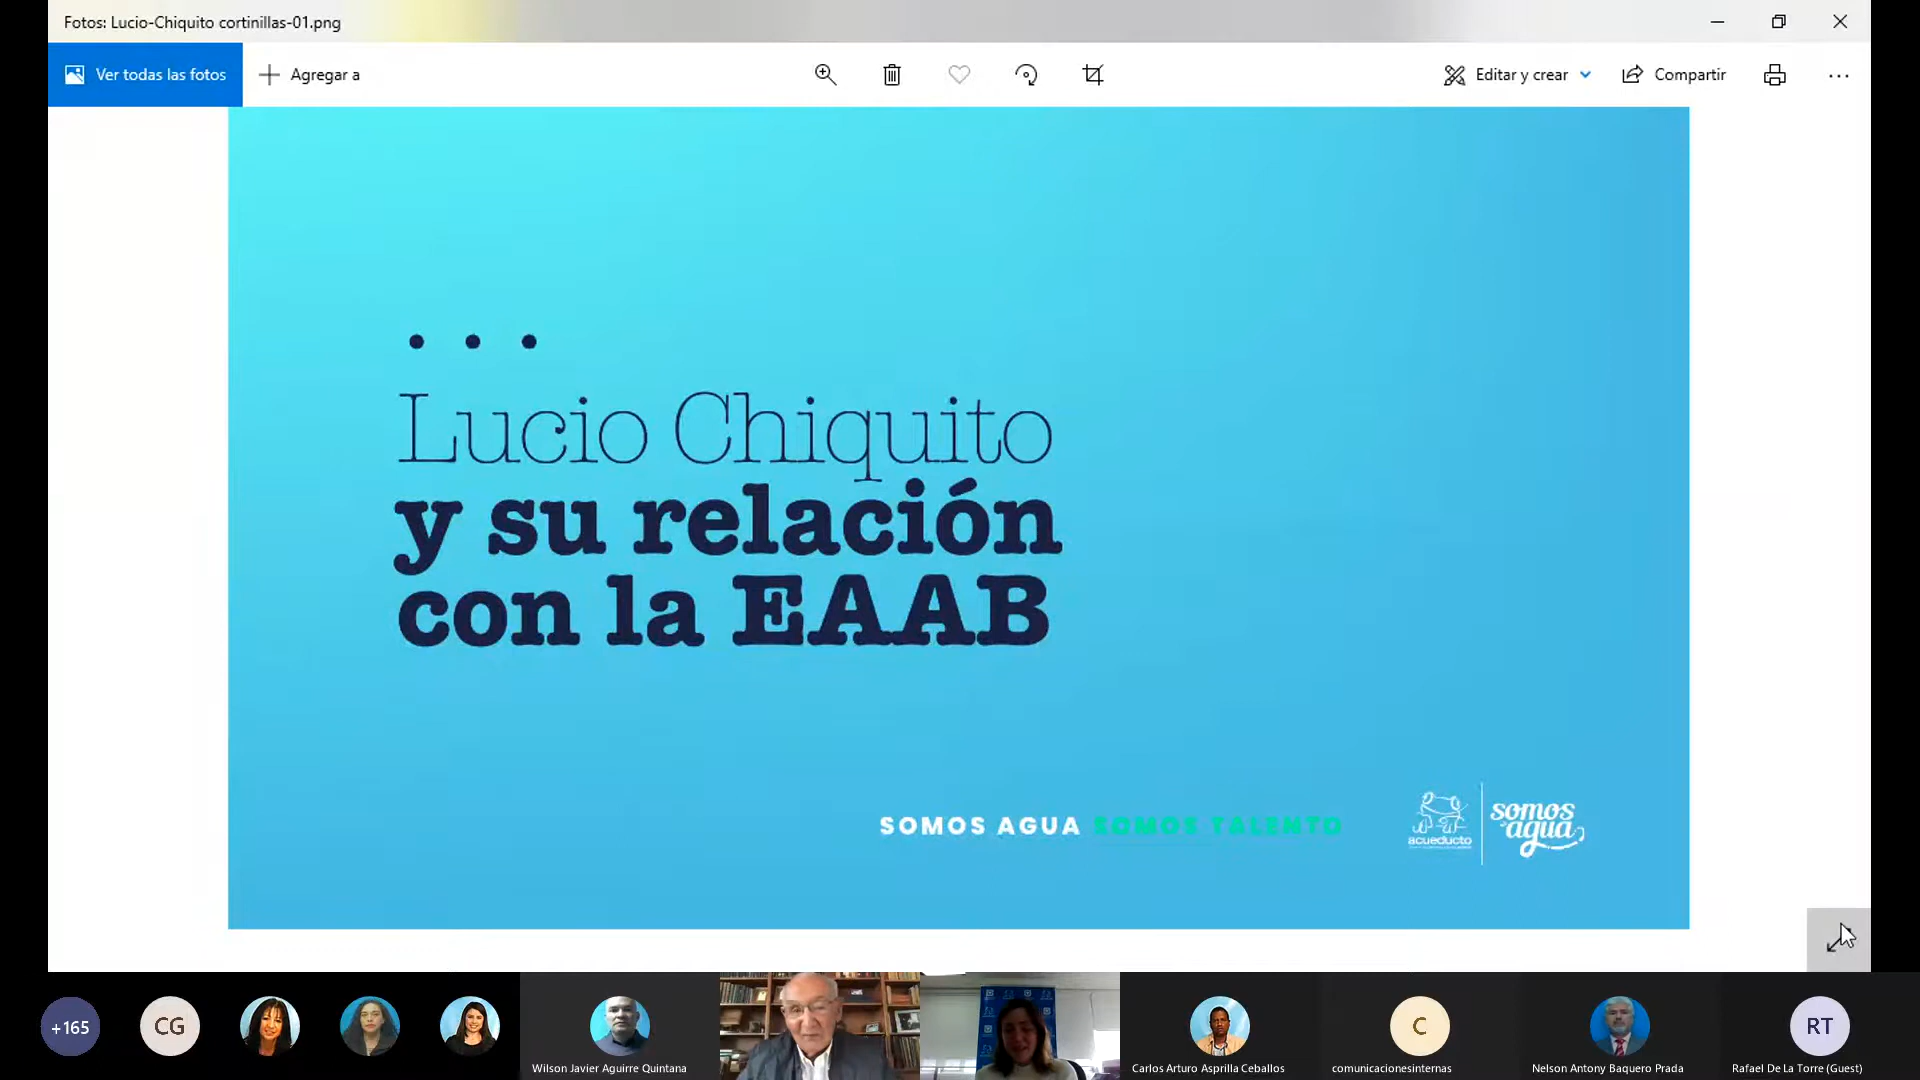 Fotos: Lucio-Chiquito cortinillas-01.png
Ver todas las fotos
Agregar a
Editar y crear
Compartir
Lucio Chiquito
y su relación
con la EAAB
SOMOS AGUA SOMOS TALENTO
acueducto
somos
agua
+165
CG
C
RT
Wilson Javier Aguirre Quintana
Carlos Arturo Asprilla Ceballos
comunicacionesinternas
Nelson Antony Baquero Prada
Rafael De La Torre (Guest)